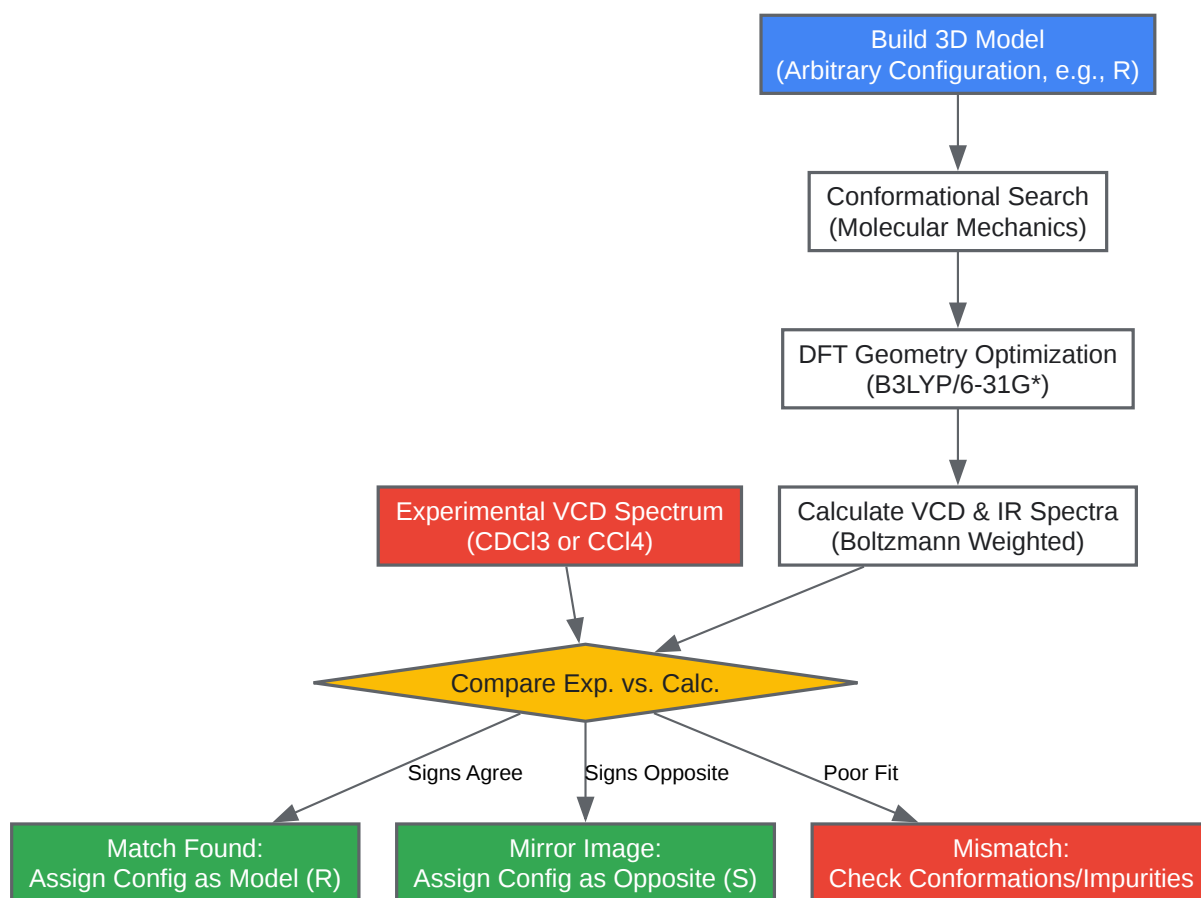 Build 3D Model
(Arbitrary Configuration, e.g., R)
Conformational Search
(Molecular Mechanics)
DFT Geometry Optimization
(B3LYP/6-31G*)
Experimental VCD Spectrum
(CDCl3 or CCl4)
Calculate VCD & IR Spectra
(Boltzmann Weighted)
Compare Exp. vs. Calc.
Signs Agree
Signs Opposite
Poor Fit
Match Found:
Assign Config as Model (R)
Mirror Image:
Assign Config as Opposite (S)
Mismatch:
Check Conformations/Impurities